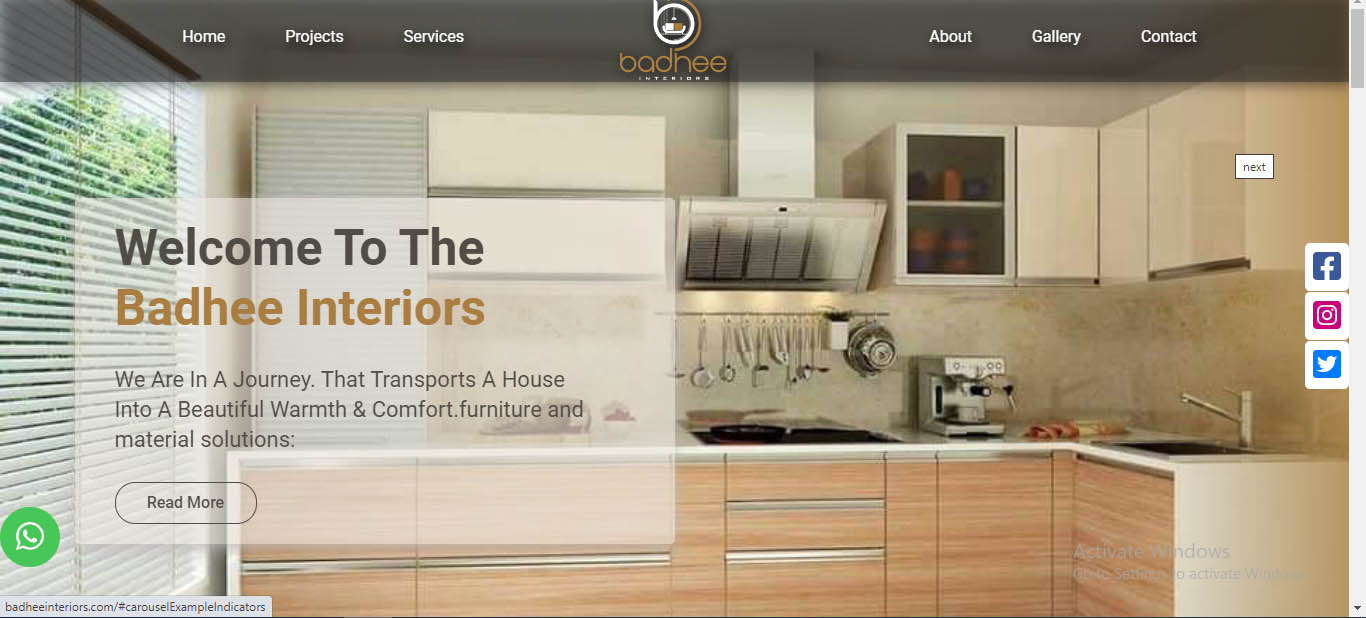 Home
Projects
Services
badhee
INTERIORS
About
Gallery
Contact
next
Welcome To The
Badhee Interiors
We Are In A Journey. That Transports A House
Into A Beautiful Warmth & Comfort.furniture and
material solutions:
Read More
Activate Windows
Go to Settings to activate Windows.
badheeinteriors.com/#carouselExampleIndicators